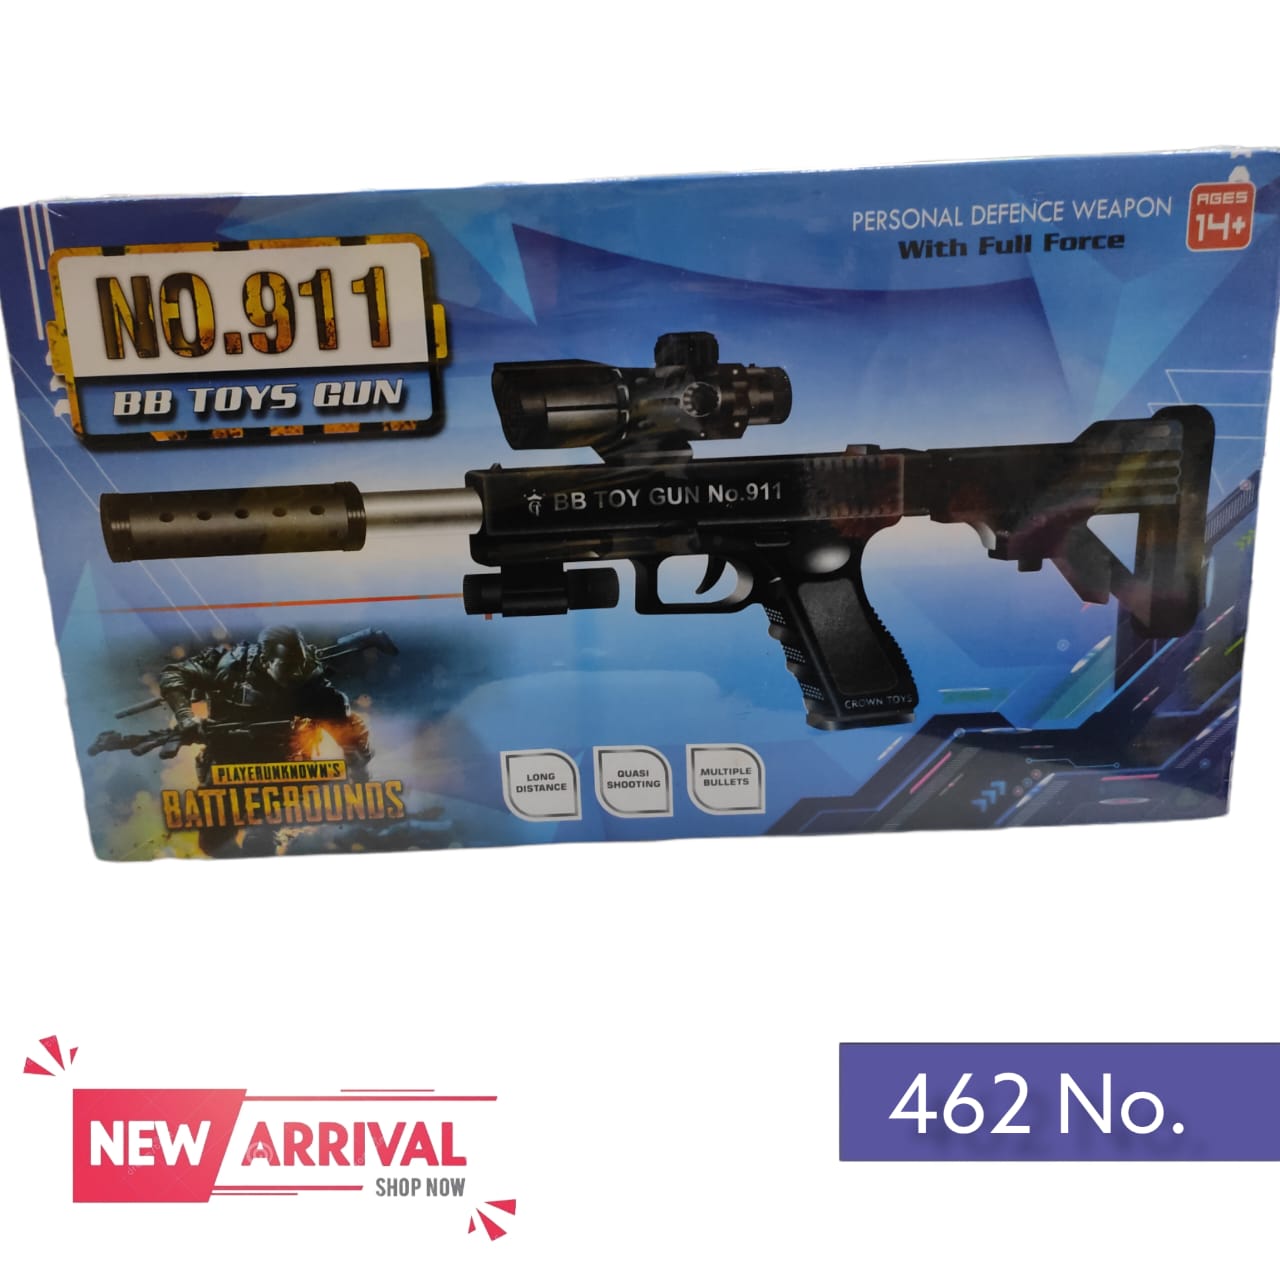 PERSONAL DEFENCE WEAPON
With Full Force
AGES
14+
NO.911
BB TOYS GUN
BB TOY GUN No.911
CROWN TOYS
PLAYERUNKNOWN'S
BATTLEGROUNDS
LONG
DISTANCE
QUASI
SHOOTING
MULTIPLE
BULLETS
NEW ARRIVAL
SHOP NOW
462 No.